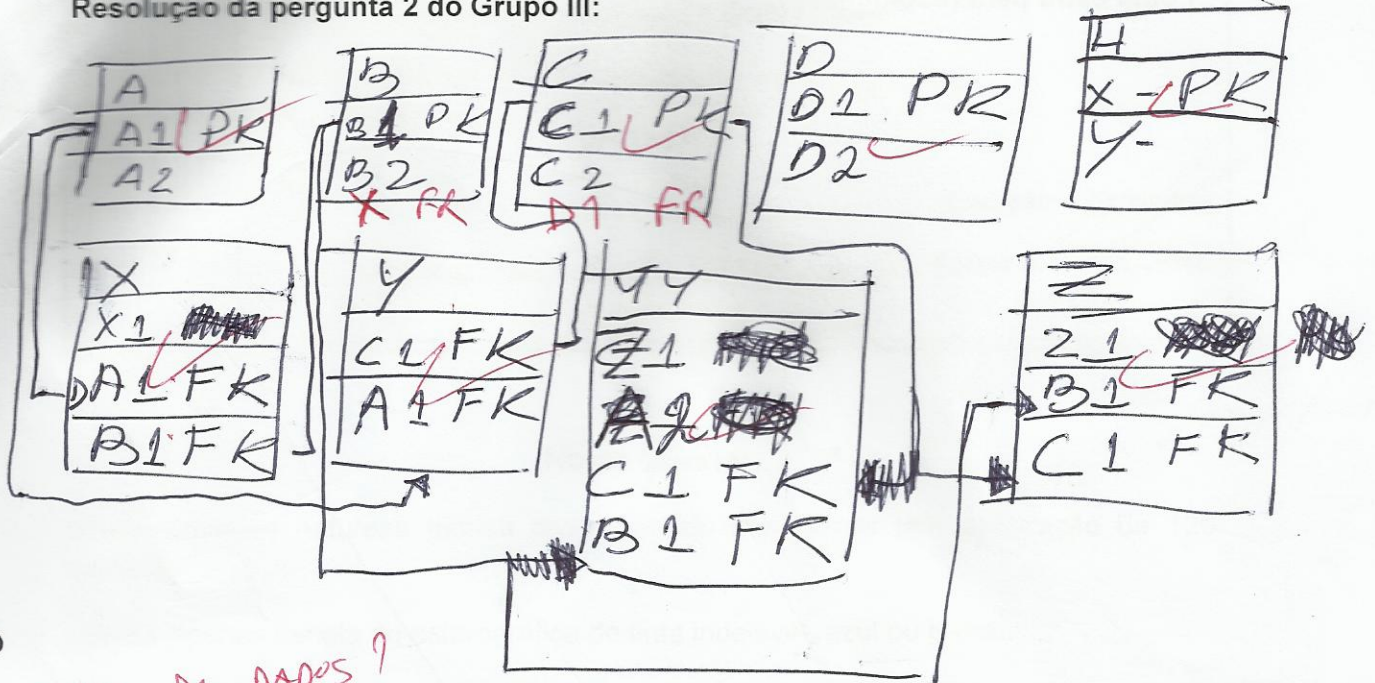 Resolução da pergunta 2 do Grupo III:
A
A1 PK
A2
B
B1 PK
B2
X FK
C
C1 PK
C2
D1 FK
D
D1 PK
D2
H
X - PK
Y -
X
X1
A1 FK
B1 FK
Y
C1 FK
A1 FK
YY
Z1
C1 FK
B1 FK
Z
Z1
B1 FK
C1 FK
DADOS?